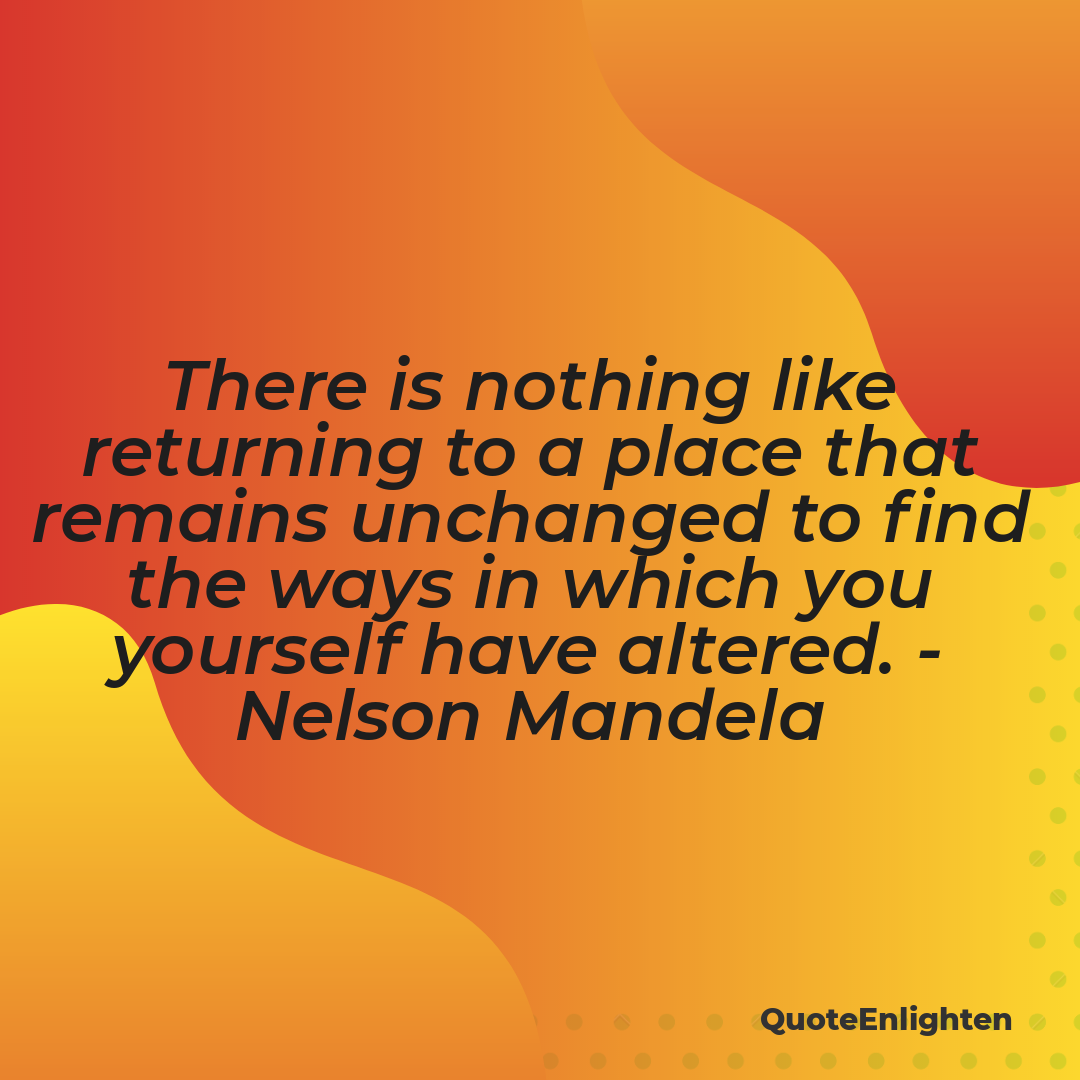 There is nothing like
returning to a place that
remains unchanged to find
the ways in which you
yourself have altered. -
Nelson Mandela
QuoteEnlighten